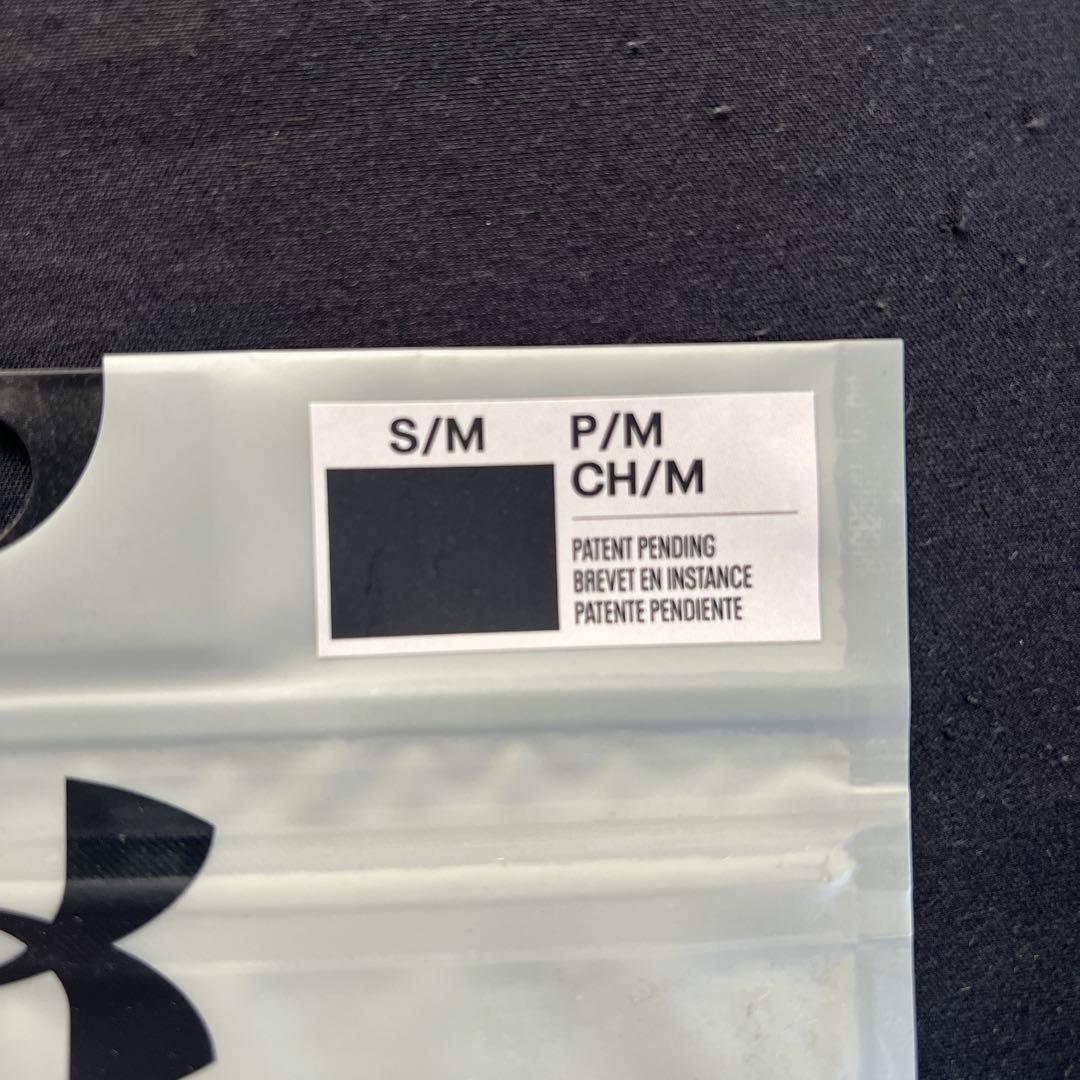 S/M
P/M
CH/M
PATENT PENDING
BREVET EN INSTANCE
PATENTE PENDIENTE